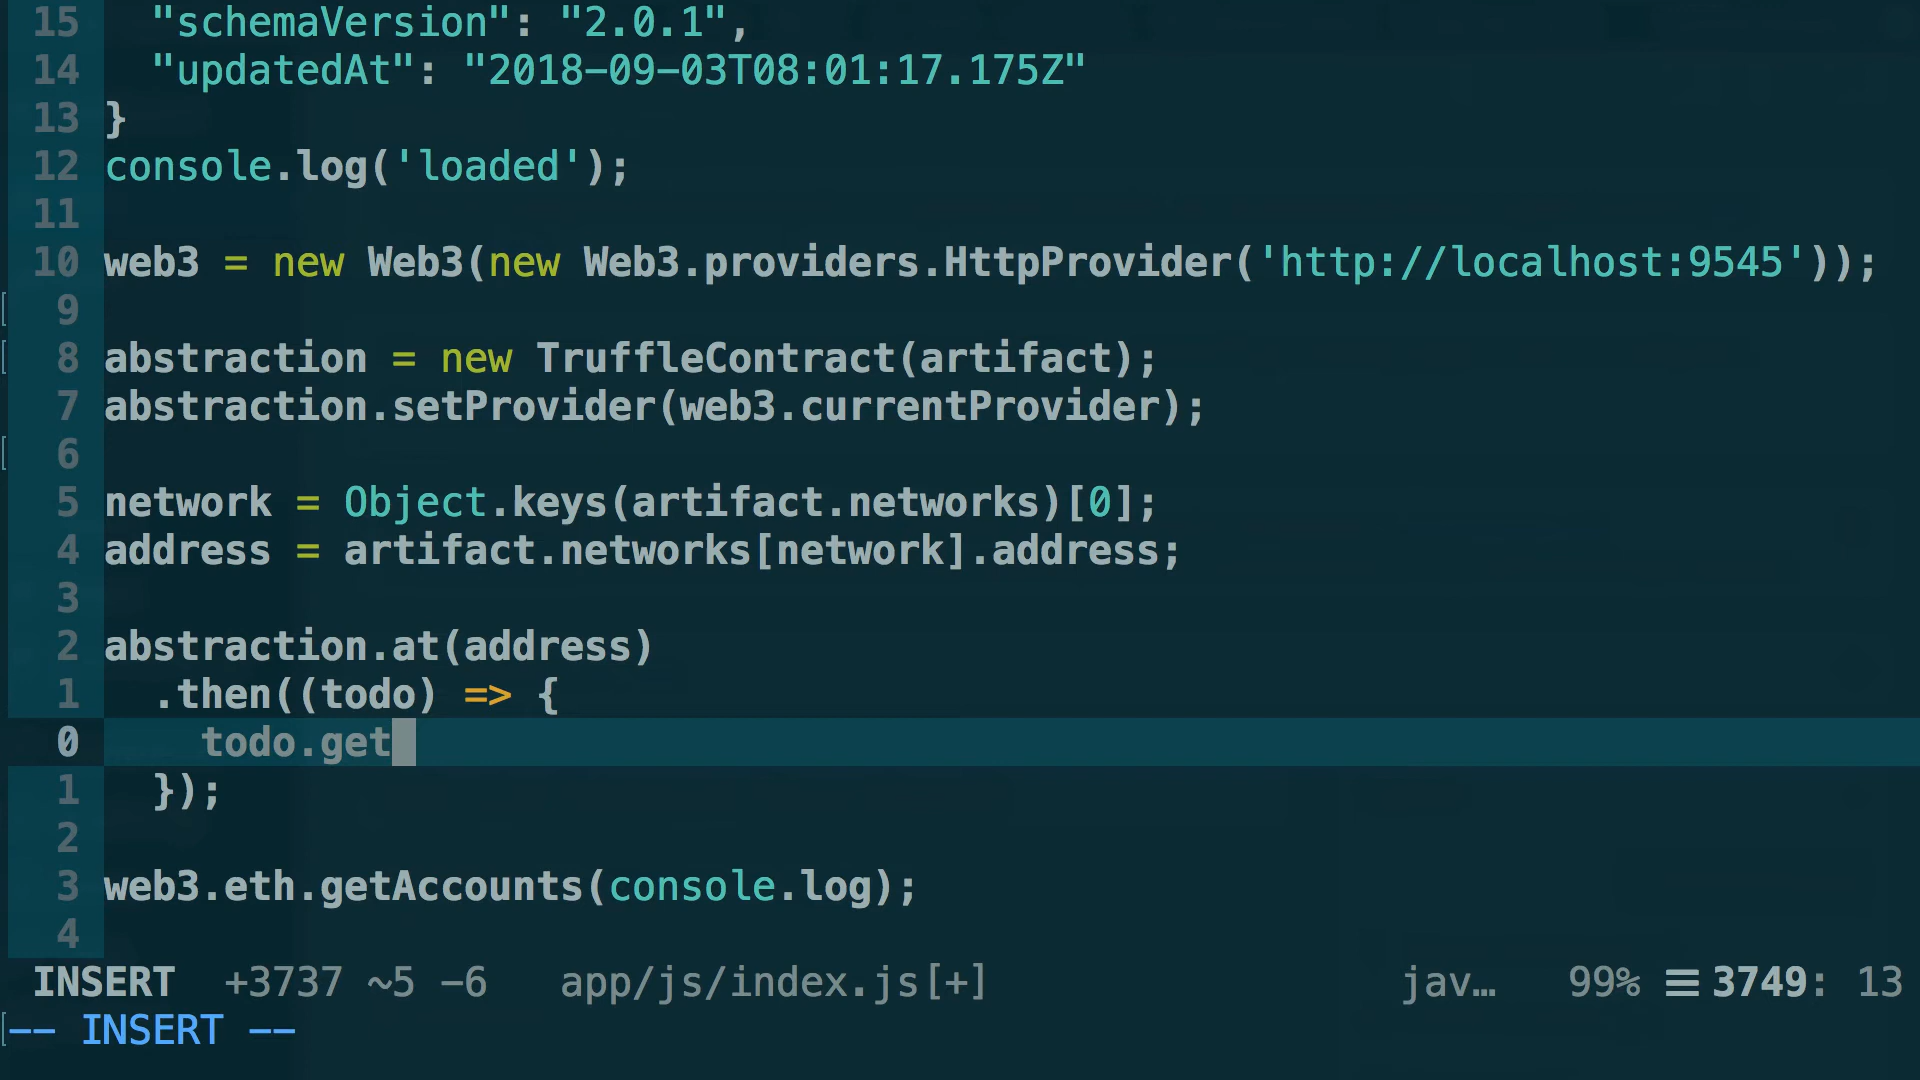 15   "schemaVersion": "2.0.1",
14   "updatedAt": "2018-09-03T08:01:17.175Z"
13 }
12 console.log('loaded');
11
10 web3 = new Web3(new Web3.providers.HttpProvider('http://localhost:9545'));
9
8 abstraction = new TruffleContract(artifact);
7 abstraction.setProvider(web3.currentProvider);
6
5 network = Object.keys(artifact.networks)[0];
4 address = artifact.networks[network].address;
3
2 abstraction.at(address)
1   .then((todo) => {
0     todo.get
1   });
2
3 web3.eth.getAccounts(console.log);
4
INSERT +3737 ~5 -6 app/js/index.js[+] jav… 99% ☰ 3749: 13
-- INSERT --